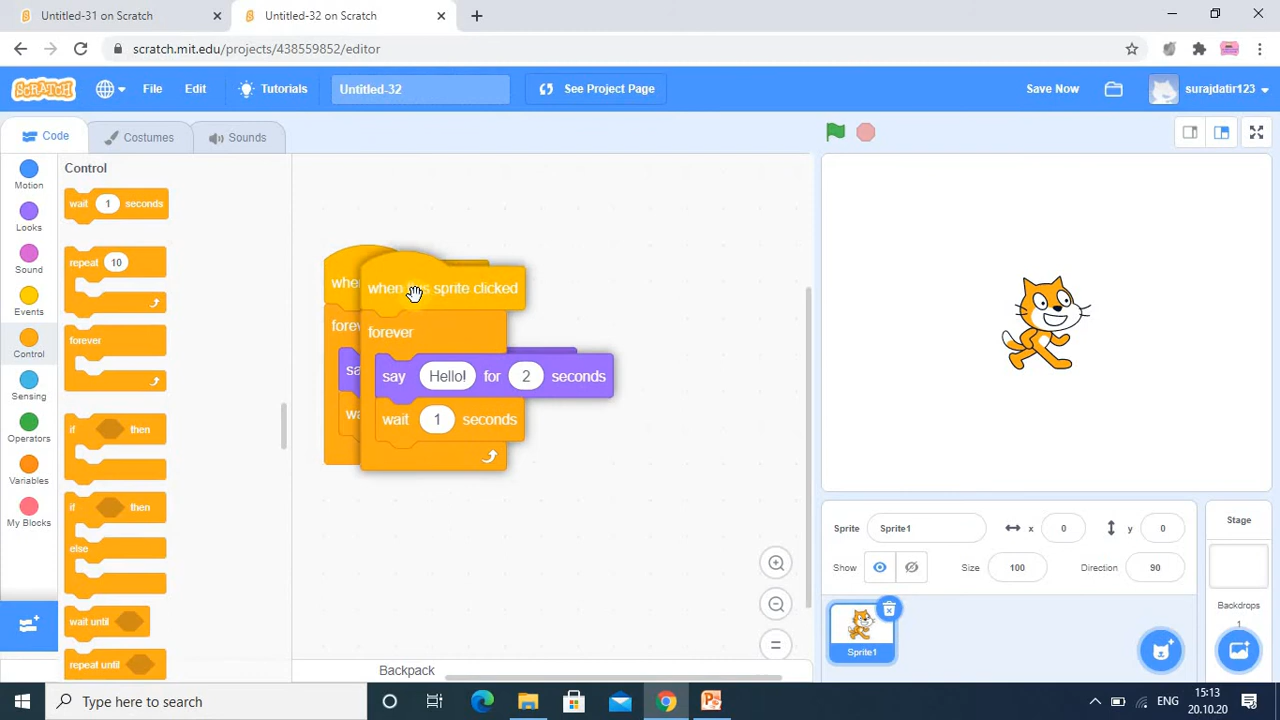 Untitled-31 on Scratch
Untitled-32 on Scratch
scratch.mit.edu/projects/438559852/editor
SCRATCH
File
Edit
Tutorials
Untitled-32
See Project Page
Save Now
surajdatir123
Code
Costumes
Sounds
Motion
Looks
Sound
Events
Control
Sensing
Operators
Variables
My Blocks
Control
wait 1 seconds
repeat 10
forever
if then
if then
else
wait until
repeat until
when sprite clicked
forever
say Hello! for 2 seconds
wait 1 seconds
Backpack
Sprite Sprite1 x 0 y 0
Show Size 100 Direction 90
Sprite1
Stage
Backdrops
1
Type here to search
ENG
15:13
20.10.20